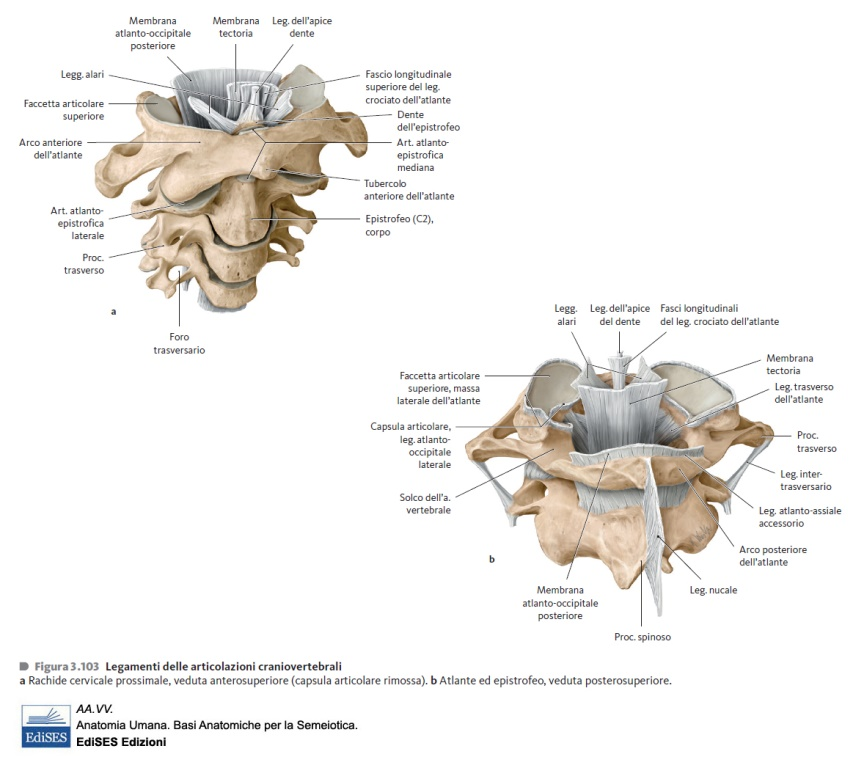 Membrana
atlanto-occipitale
posteriore
Membrana
tectoria
Leg. dell'apice
dente
Legg. alari
Faccetta articolare
superiore
Arco anteriore
dell'atlante
Art. atlanto-
epistrofica
laterale
Proc.
trasverso
Foro
trasversario
Fascio longitudinale
superiore del leg.
crociato dell'atlante
Dente
dell'epistrofeo
Art. atlanto-
epistrofica
mediana
Tubercolo
anteriore dell'atlante
Epistrofeo (C2),
corpo
a
Legg.
alari
Leg. dell'apice
del dente
Fasci longitudinali
del leg. crociato dell'atlante
Faccetta articolare
superiore, massa
laterale dell'atlante
Capsula articolare,
leg. atlanto-
occipitale
laterale
Solco dell'a.
vertebrale
Membrana
tectoria
Leg. trasverso
dell'atlante
Proc.
trasverso
Leg. inter-
trasversario
Leg. atlanto-assiale
accessorio
Arco posteriore
dell'atlante
Leg. nucale
b
Membrana
atlanto-occipitale
posteriore
Proc. spinoso
Figura 3.103 Legamenti delle articolazioni craniovertebrali
a Rachide cervicale prossimale, veduta anterosuperiore (capsula articolare rimossa). b Atlante ed epistrofeo, veduta posterosuperiore.
AA.VV.
Anatomia Umana. Basi Anatomiche per la Semeiotica.
EdiSES Edizioni
EdiSES